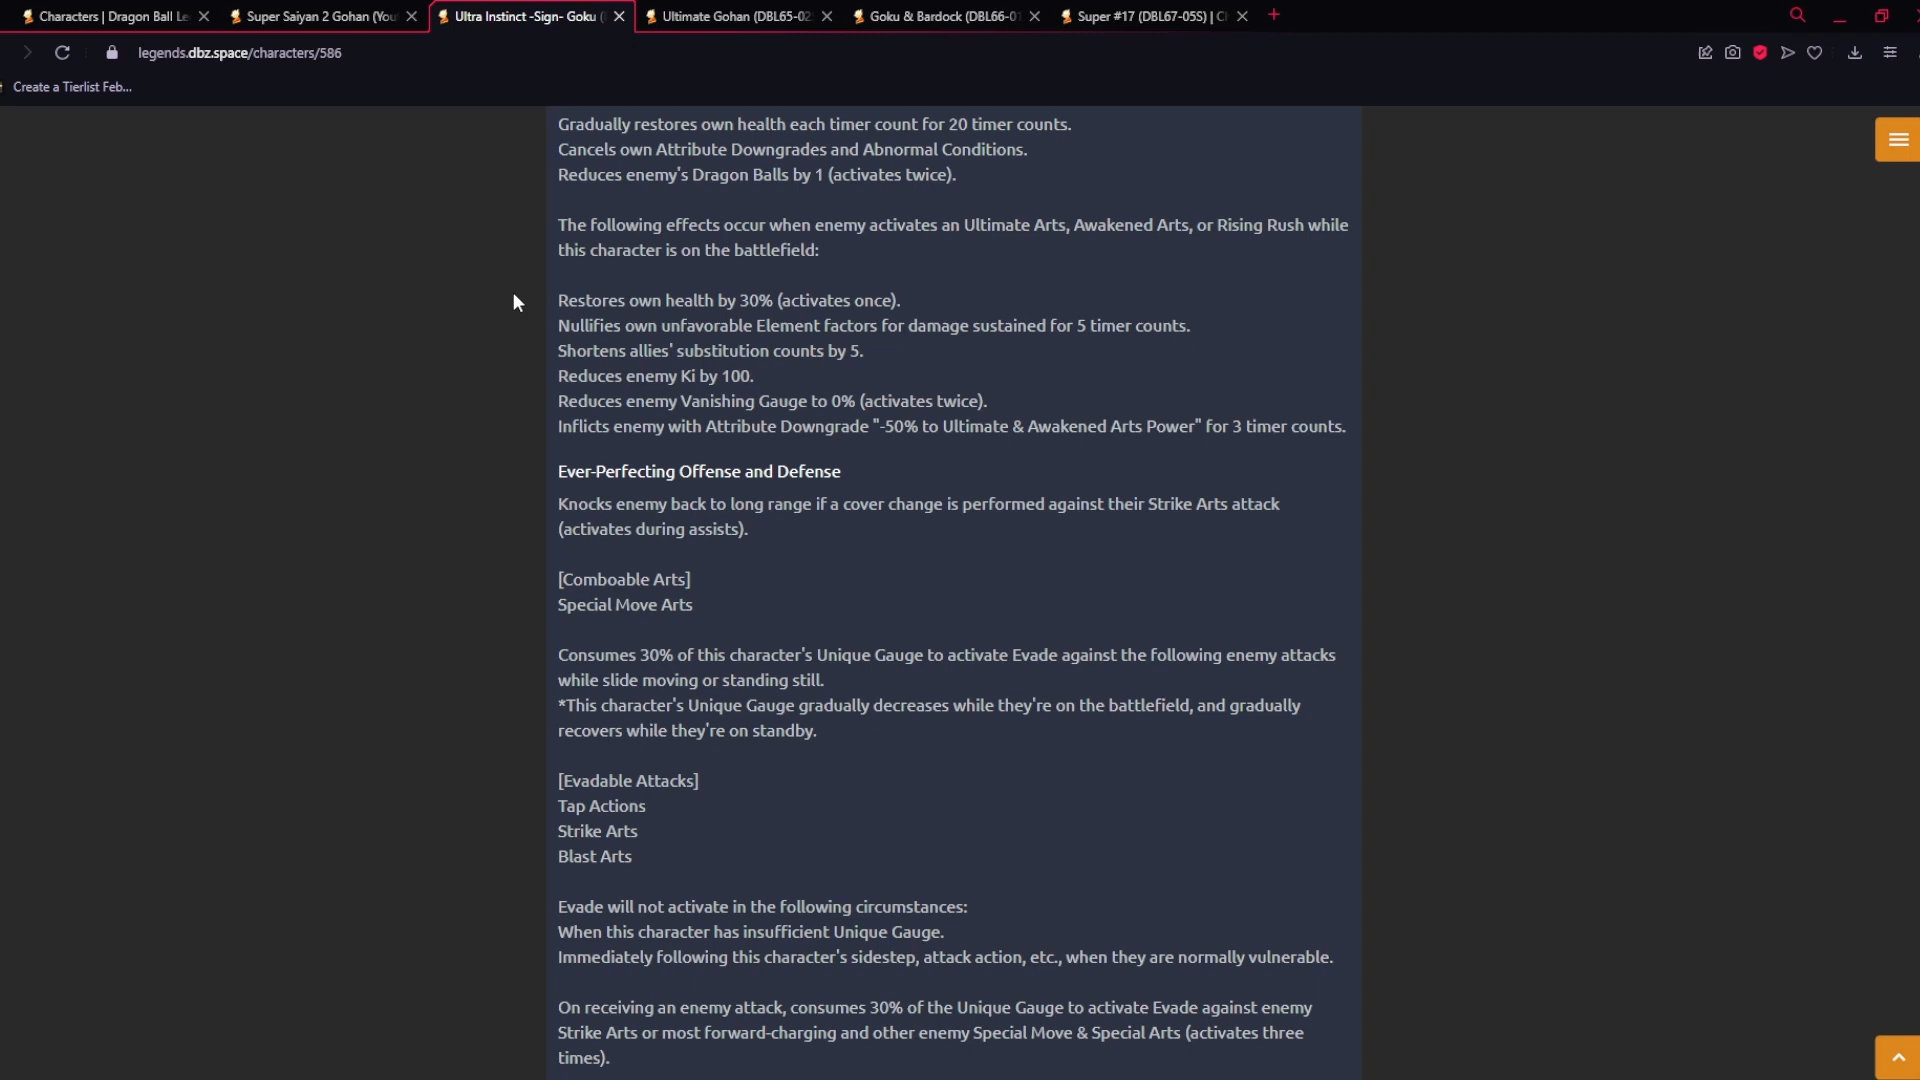 Characters | Dragon Ball Le
Super Saiyan 2 Gohan (You
Ultra Instinct -Sign- Goku (
Ultimate Gohan (DBL65-02
Goku & Bardock (DBL66-01
Super #17 (DBL67-05S) | C
legends.dbz.space/characters/586
Create a Tierlist Feb...
Gradually restores own health each timer count for 20 timer counts.
Cancels own Attribute Downgrades and Abnormal Conditions.
Reduces enemy's Dragon Balls by 1 (activates twice).
The following effects occur when enemy activates an Ultimate Arts, Awakened Arts, or Rising Rush while
this character is on the battlefield:
Restores own health by 30% (activates once).
Nullifies own unfavorable Element factors for damage sustained for 5 timer counts.
Shortens allies' substitution counts by 5.
Reduces enemy Ki by 100.
Reduces enemy Vanishing Gauge to 0% (activates twice).
Inflicts enemy with Attribute Downgrade "-50% to Ultimate & Awakened Arts Power" for 3 timer counts.
Ever-Perfecting Offense and Defense
Knocks enemy back to long range if a cover change is performed against their Strike Arts attack
(activates during assists).
[Comboable Arts]
Special Move Arts
Consumes 30% of this character's Unique Gauge to activate Evade against the following enemy attacks
while slide moving or standing still.
*This character's Unique Gauge gradually decreases while they're on the battlefield, and gradually
recovers while they're on standby.
[Evadable Attacks]
Tap Actions
Strike Arts
Blast Arts
Evade will not activate in the following circumstances:
When this character has insufficient Unique Gauge.
Immediately following this character's sidestep, attack action, etc., when they are normally vulnerable.
On receiving an enemy attack, consumes 30% of the Unique Gauge to activate Evade against enemy
Strike Arts or most forward-charging and other enemy Special Move & Special Arts (activates three
times).